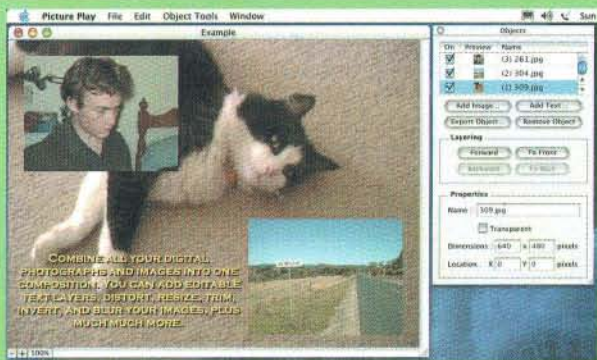 Picture Play File Edit Object Tools Window Sun
Example
COMBINE ALL YOUR DIGITAL
PHOTOGRAPHS AND IMAGES INTO ONE
COMPOSITION. YOU CAN ADD EDITABLE
TEXT LAYERS, DISTORT, RESIZE, TRIM,
INVERT, AND BLUR YOUR IMAGES, PLUS
MUCH MUCH MORE.
100%
Objects
On Preview Name
(3) 261.jpg
(2) 304.jpg
(1) 309.jpg
Add Image... Add Text...
Export Object... Remove Object
Layering
Forward To Front
Backward To Back
Properties
Name: 309.jpg
Transparent
Dimensions: 640 x 480 pixels
Location: X 0 Y 0 pixels